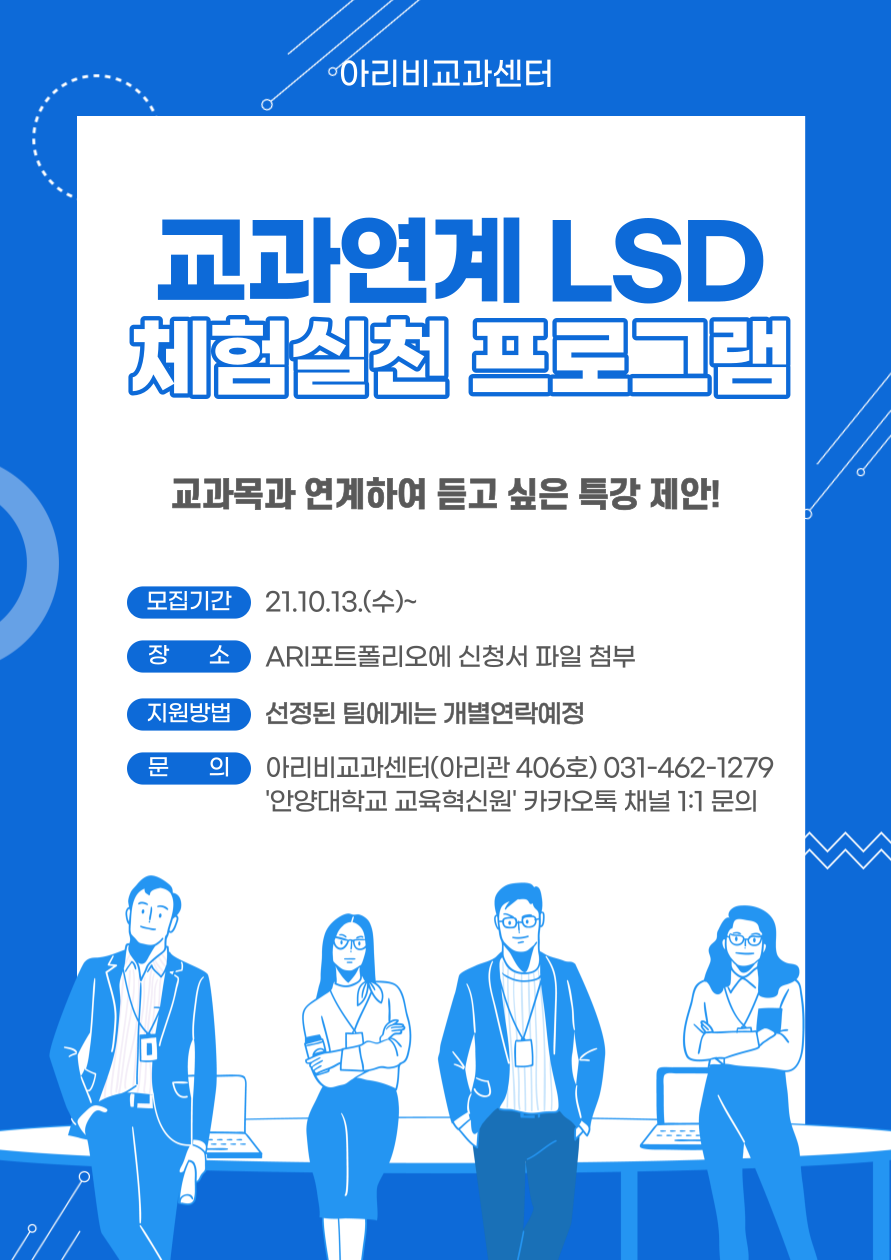 아리비교과센터
교과연계 LSD
체험실천 프로그램
교과목과 연계하여 듣고 싶은 특강 제안!
모집기간 21.10.13.(수)~
장 소 ARI포트폴리오에 신청서 파일 첨부
지원방법 선정된 팀에게는 개별연락예정
문 의 아리비교과센터(아리관 406호) 031-462-1279
'안양대학교 교육혁신원' 카카오톡 채널 1:1 문의